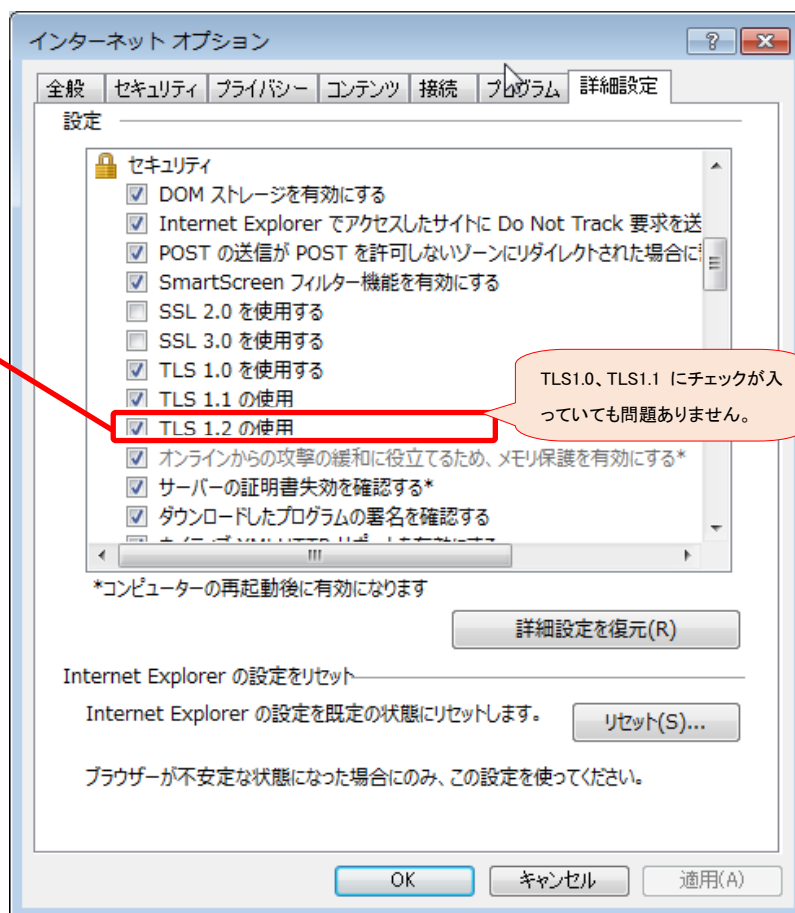 インターネット オプション
全般 セキュリティ プライバシー コンテンツ 接続 プログラム 詳細設定
設定
セキュリティ
DOM ストレージを有効にする
Internet Explorer でアクセスしたサイトに Do Not Track 要求を送
POST の送信が POST を許可しないゾーンにリダイレクトされた場合に
SmartScreen フィルター機能を有効にする
SSL 2.0 を使用する
SSL 3.0 を使用する
TLS 1.0 を使用する
TLS 1.1 の使用
TLS 1.2 の使用
TLS1.0、TLS1.1 にチェックが入
っていても問題ありません。
オンラインからの攻撃の緩和に役立てるため、メモリ保護を有効にする*
サーバーの証明書失効を確認する*
ダウンロードしたプログラムの署名を確認する
*コンピューターの再起動後に有効になります
詳細設定を復元(R)
Internet Explorer の設定をリセット
Internet Explorer の設定を既定の状態にリセットします。
リセット(S)...
ブラウザーが不安定な状態になった場合にのみ、この設定を使ってください。
OK キャンセル 適用(A)